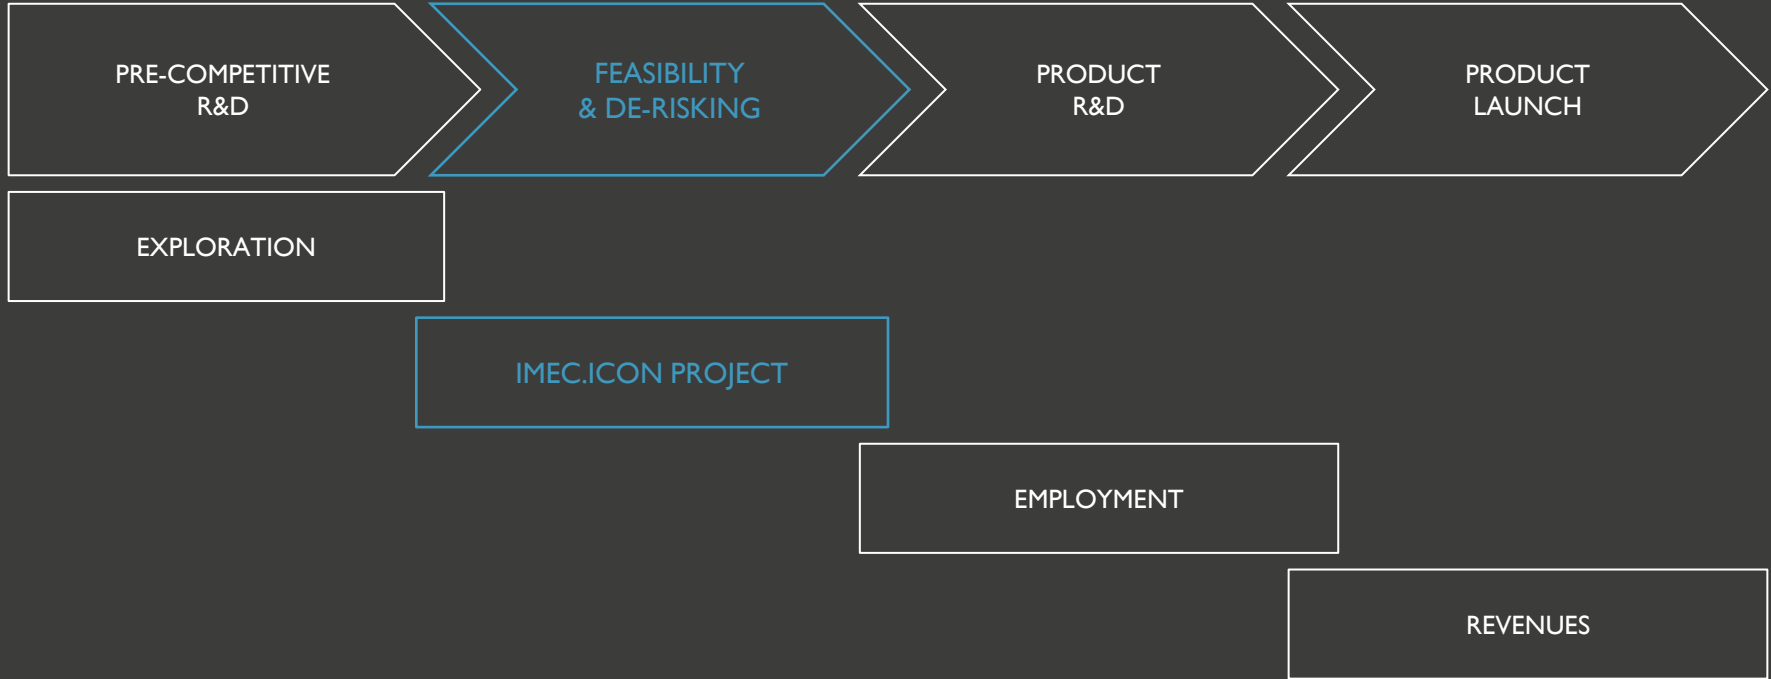 PRE-COMPETITIVE
R&D
FEASIBILITY
& DE-RISKING
PRODUCT
R&D
PRODUCT
LAUNCH
EXPLORATION
IMEC.ICON PROJECT
EMPLOYMENT
REVENUES